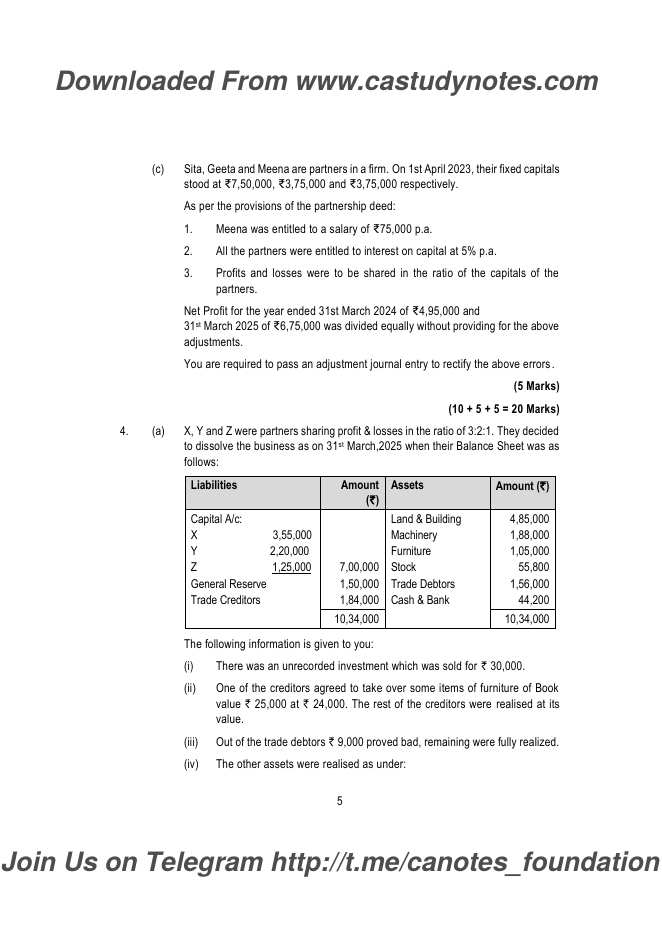 Downloaded From www.castudynotes.com
(c) Sita, Geeta and Meena are partners in a firm. On 1st April 2023, their fixed capitals
stood at ₹7,50,000, ₹3,75,000 and ₹3,75,000 respectively.
As per the provisions of the partnership deed:
1. Meena was entitled to a salary of ₹75,000 p.a.
2. All the partners were entitled to interest on capital at 5% p.a.
3. Profits and losses were to be shared in the ratio of the capitals of the
partners.
Net Profit for the year ended 31st March 2024 of ₹4,95,000 and
31st March 2025 of ₹6,75,000 was divided equally without providing for the above
adjustments.
You are required to pass an adjustment journal entry to rectify the above errors.
(5 Marks)
(10 + 5 + 5 = 20 Marks)
4. (a) X, Y and Z were partners sharing profit & losses in the ratio of 3:2:1. They decided
to dissolve the business as on 31st March,2025 when their Balance Sheet was as
follows:
Liabilities Amount Assets Amount (₹)
(₹)
Capital A/c: Land & Building 4,85,000
X 3,55,000 Machinery 1,88,000
Y 2,20,000 Furniture 1,05,000
Z 1,25,000 7,00,000 Stock 55,800
General Reserve 1,50,000 Trade Debtors 1,56,000
Trade Creditors 1,84,000 Cash & Bank 44,200
10,34,000 10,34,000
The following information is given to you:
(i) There was an unrecorded investment which was sold for ₹ 30,000.
(ii) One of the creditors agreed to take over some items of furniture of Book
value ₹ 25,000 at ₹ 24,000. The rest of the creditors were realised at its
value.
(iii) Out of the trade debtors ₹ 9,000 proved bad, remaining were fully realized.
(iv) The other assets were realised as under:
5
Join Us on Telegram http://t.me/canotes_foundation